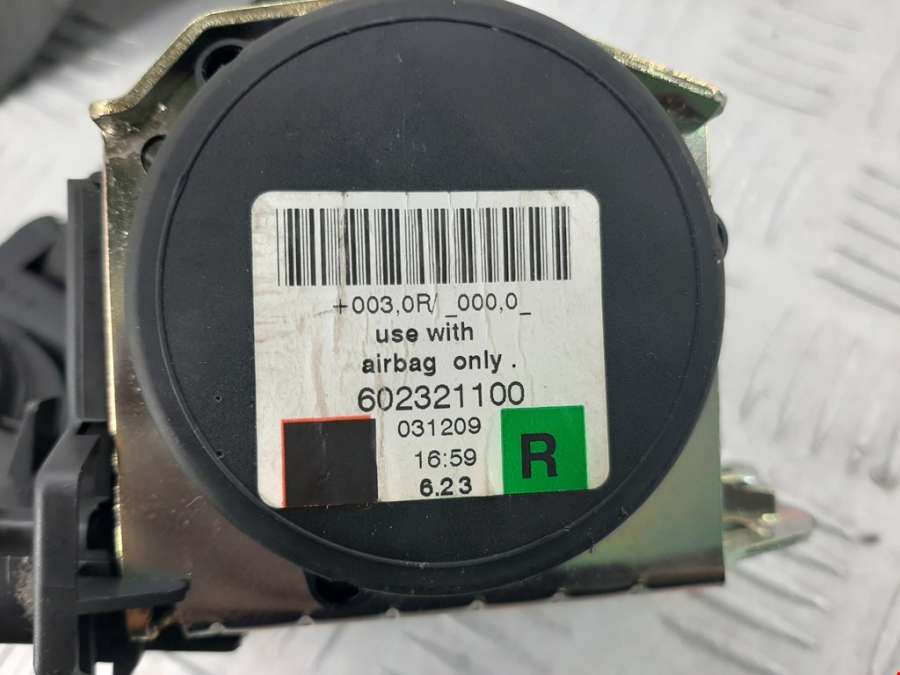 +003,0R/ _000,0_
use with
airbag only .
602321100
031209
16:59
6.23
R